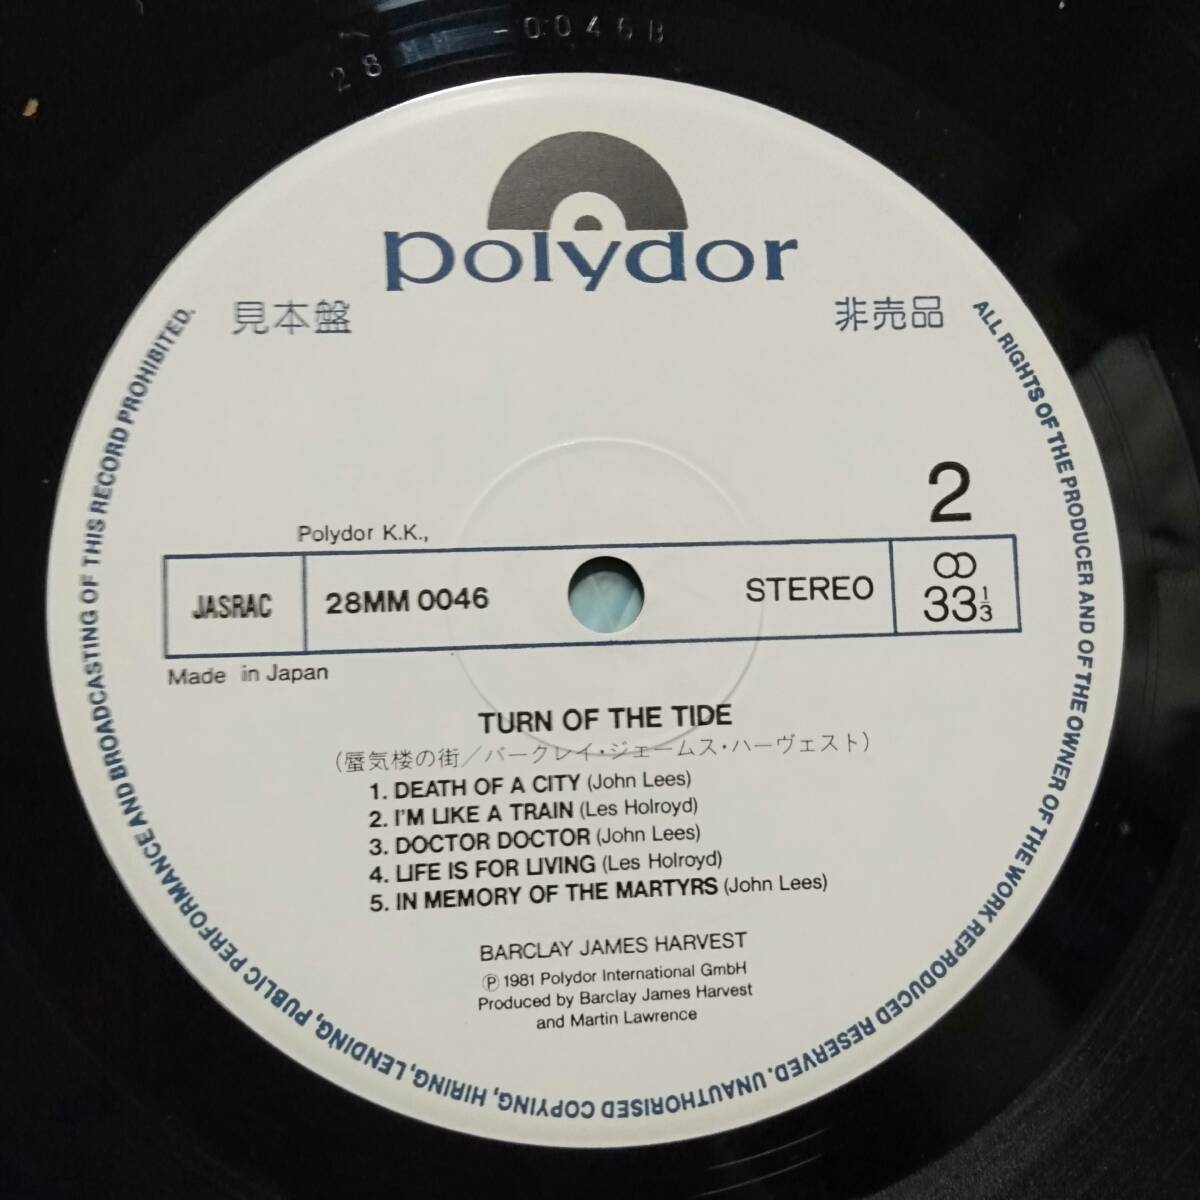 28MM-0046B
polydor
見本盤
非売品
2
Polydor K.K.,
JASRAC
28MM 0046
STEREO
33 1/3
Made in Japan
TURN OF THE TIDE
(蜃気楼の街/バークレイ・ジェームス・ハーヴェスト)
1. DEATH OF A CITY (John Lees)
2. I'M LIKE A TRAIN (Les Holroyd)
3. DOCTOR DOCTOR (John Lees)
4. LIFE IS FOR LIVING (Les Holroyd)
5. IN MEMORY OF THE MARTYRS (John Lees)
BARCLAY JAMES HARVEST
Ⓟ 1981 Polydor International GmbH
Produced by Barclay James Harvest
and Martin Lawrence
ALL RIGHTS OF THE PRODUCER AND OF THE OWNER OF THE WORK REPRODUCED RESERVED. UNAUTHORISED COPYING, HIRING, LENDING, PUBLIC PERFORMANCE AND BROADCASTING OF THIS RECORD PROHIBITED.